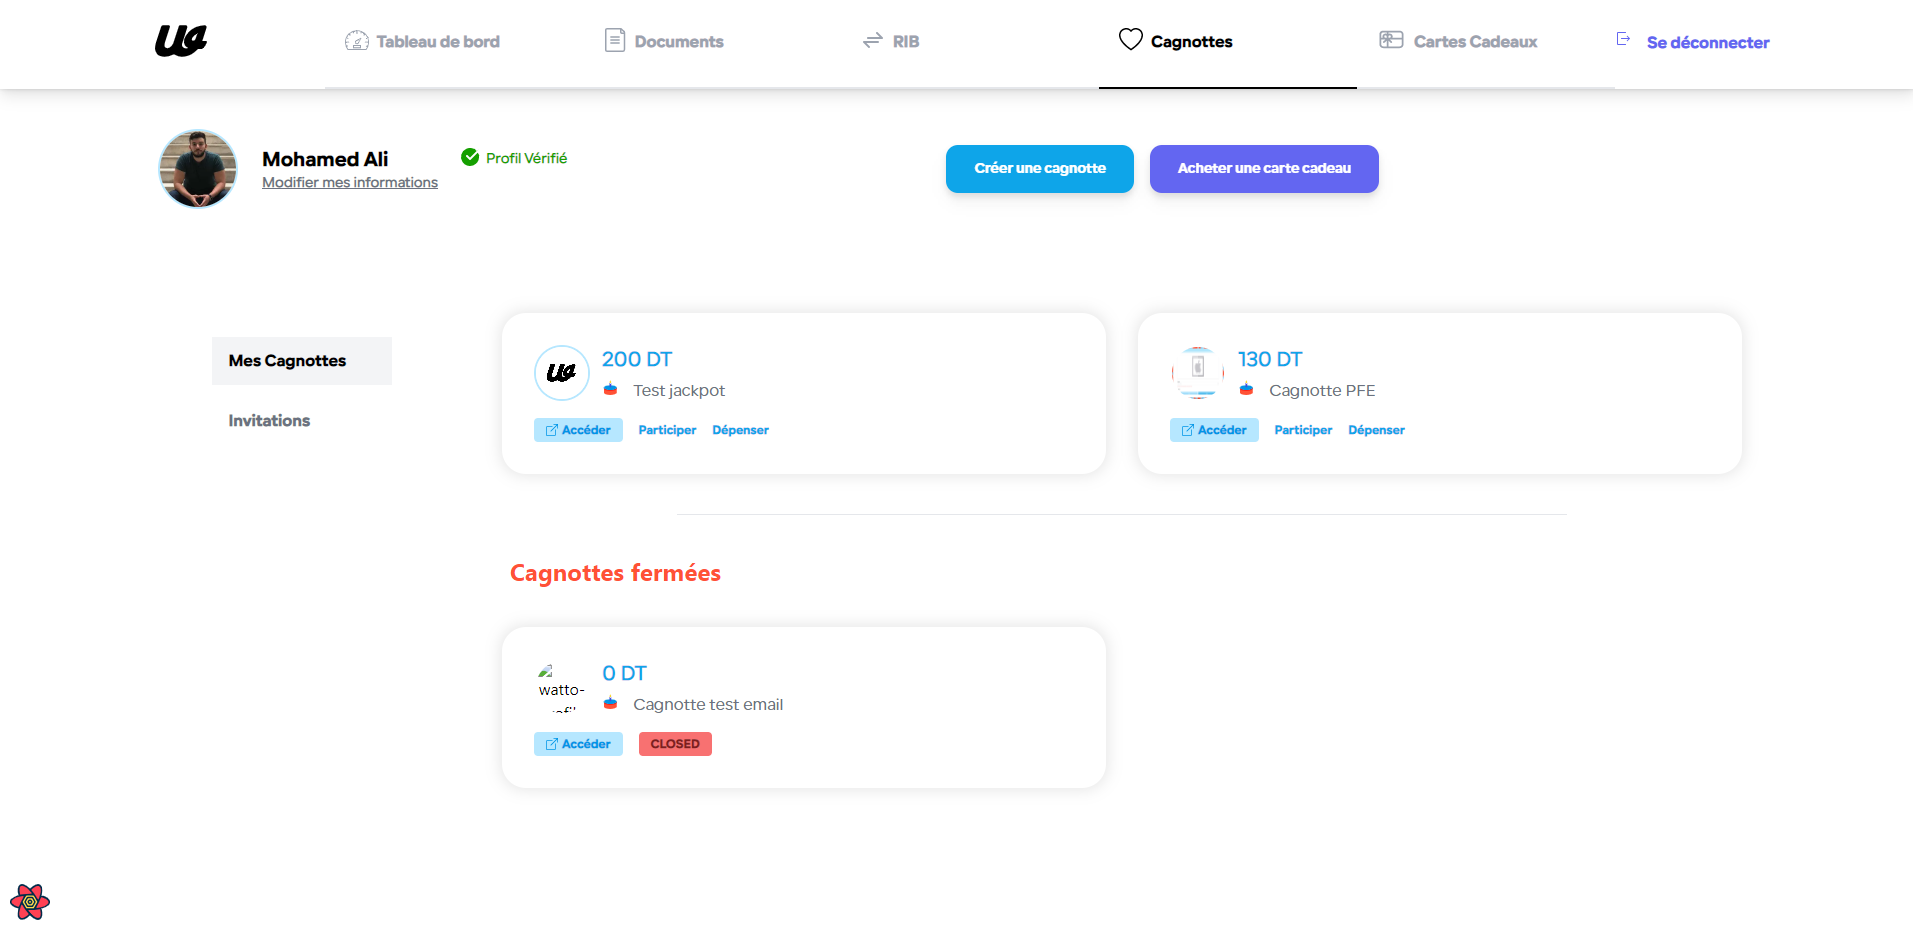 Tableau de bord
Documents
RIB
Cagnottes
Cartes Cadeaux
Se déconnecter
Mohamed Ali
Profil Vérifié
Modifier mes informations
Créer une cagnotte
Acheter une carte cadeau
Mes Cagnottes
Invitations
200 DT
Test jackpot
Accéder Participer Dépenser
130 DT
Cagnotte PFE
Accéder Participer Dépenser
Cagnottes fermées
watto-
0 DT
Cagnotte test email
Accéder CLOSED